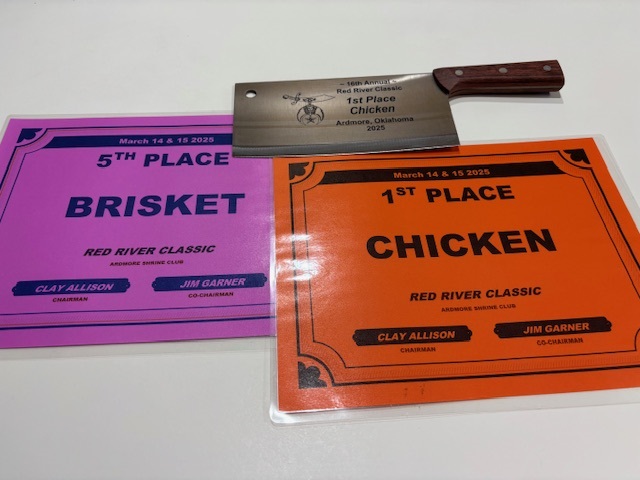 ~ 16th Annual ~
Red River Classic
1st Place
Chicken
Ardmore, Oklahoma
2025
March 14 & 15 2025
5TH PLACE
BRISKET
RED RIVER CLASSIC
ARDMORE SHRINE CLUB
CLAY ALLISON
CHAIRMAN
JIM GARNER
CO-CHAIRMAN
March 14 & 15 2025
1ST PLACE
CHICKEN
RED RIVER CLASSIC
ARDMORE SHRINE CLUB
CLAY ALLISON
CHAIRMAN
JIM GARNER
CO-CHAIRMAN